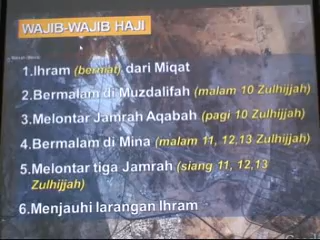 WAJIB-WAJIB HAJI
1.Ihram (berniat) dari Miqat
2.Bermalam di Muzdalifah (malam 10 Zulhijjah)
3.Melontar Jamrah Aqabah (pagi 10 Zulhijjah)
4.Bermalam di Mina (malam 11, 12,13 Zulhijjah)
5.Melontar tiga Jamrah (siang 11, 12,13
Zulhijjah)
6.Menjauhi larangan Ihram